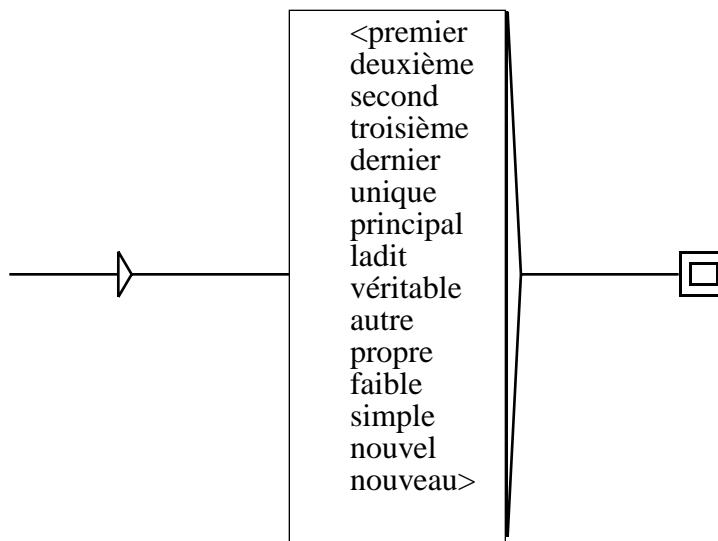 <premier
deuxième
second
troisième
dernier
unique
principal
ladit
véritable
autre
propre
faible
simple
nouvel
nouveau>